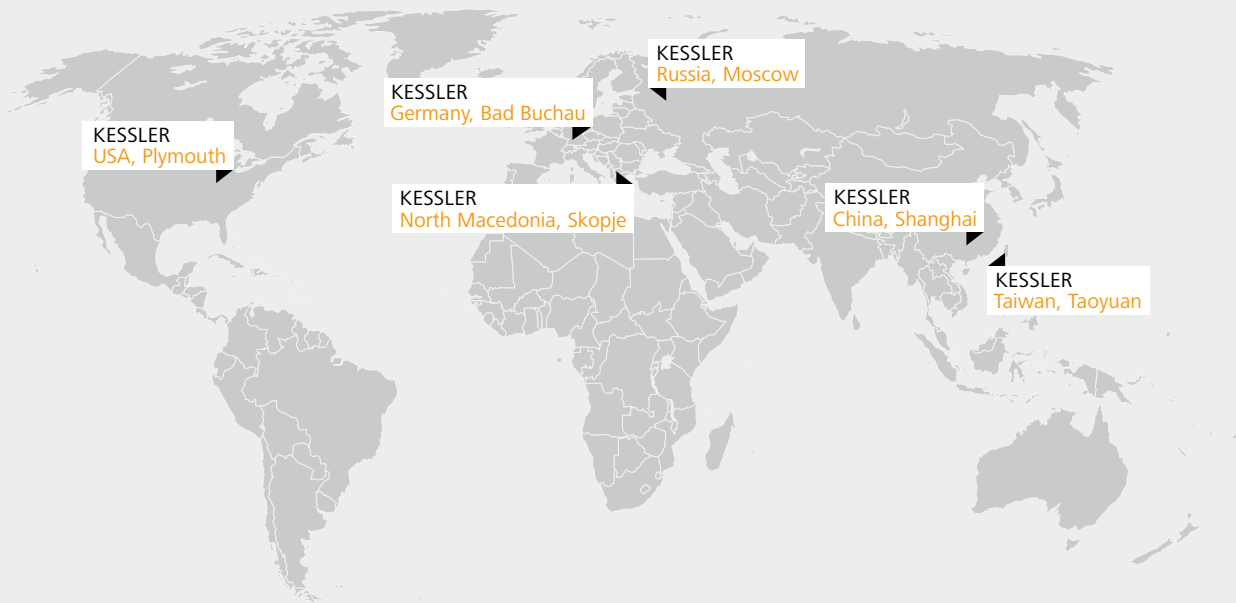 KESSLER
Russia, Moscow
KESSLER
Germany, Bad Buchau
KESSLER
USA, Plymouth
KESSLER
North Macedonia, Skopje
KESSLER
China, Shanghai
KESSLER
Taiwan, Taoyuan